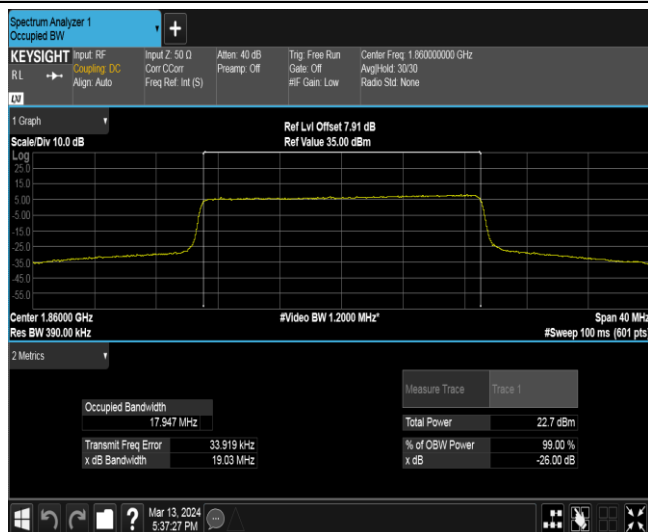 Spectrum Analyzer 1
Occupied BW
+
KEYSIGHT
RL
Input: RF
Coupling: DC
Align: Auto
Input Z: 50 Ω
Corr CCorr
Freq Ref: Int (S)
Atten: 40 dB
Preamp: Off
Trig: Free Run
Gate: Off
#IF Gain: Low
Center Freq: 1.860000000 GHz
Avg|Hold: 30/30
Radio Std: None
LXI
1 Graph
Scale/Div 10.0 dB
Ref Lvl Offset 7.91 dB
Ref Value 35.00 dBm
Log
25.0
15.0
5.00
-5.00
-15.0
-25.0
-35.0
-45.0
-55.0
Center 1.86000 GHz
Res BW 390.00 kHz
#Video BW 1.2000 MHz*
Span 40 MHz
#Sweep 100 ms (601 pts)
2 Metrics
Measure Trace
Trace 1
Occupied Bandwidth
17.947 MHz
Total Power
22.7 dBm
Transmit Freq Error
33.919 kHz
% of OBW Power
99.00 %
x dB Bandwidth
19.03 MHz
x dB
-26.00 dB
?
Mar 13, 2024
5:37:27 PM